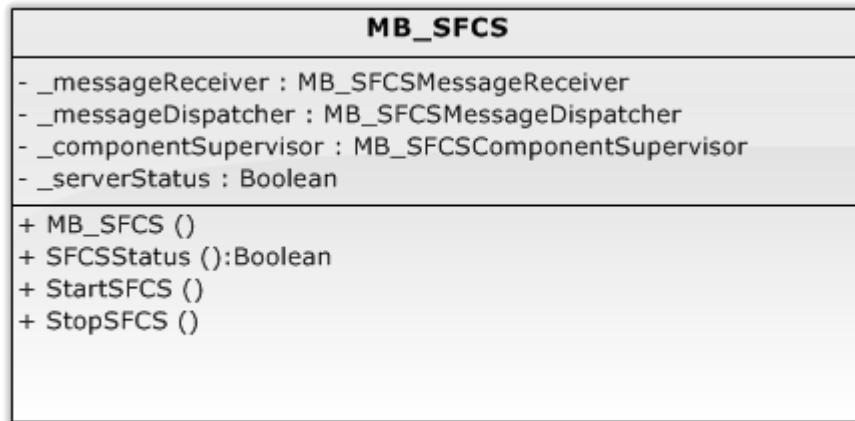 MB_SFCS
- _messageReceiver : MB_SFCSMessageReceiver
- _messageDispatcher : MB_SFCSMessageDispatcher
- _componentSupervisor : MB_SFCSComponentSupervisor
- _serverStatus : Boolean
+ MB_SFCS ()
+ SFCSStatus ():Boolean
+ StartSFCS ()
+ StopSFCS ()